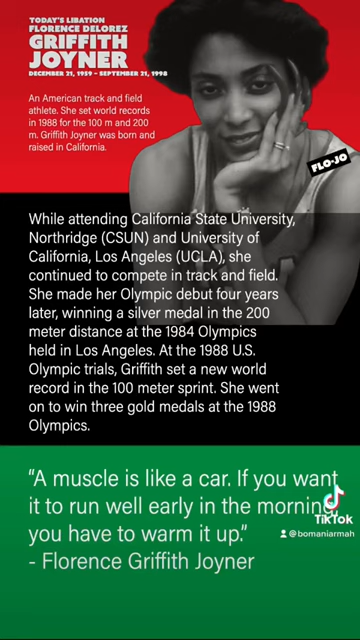 TODAY'S LIBATION
FLORENCE DELOREZ
GRIFFITH
JOYNER
DECEMBER 21, 1959 – SEPTEMBER 21, 1998
An American track and field
athlete. She set world records
in 1988 for the 100 m and 200
m. Griffith Joyner was born and
raised in California.
FLO-JO
While attending California State University,
Northridge (CSUN) and University of
California, Los Angeles (UCLA), she
continued to compete in track and field.
She made her Olympic debut four years
later, winning a silver medal in the 200
meter distance at the 1984 Olympics
held in Los Angeles. At the 1988 U.S.
Olympic trials, Griffith set a new world
record in the 100 meter sprint. She went
on to win three gold medals at the 1988
Olympics.
"A muscle is like a car. If you want
it to run well early in the morning,
you have to warm it up."
- Florence Griffith Joyner
TikTok
@bomaniarmah